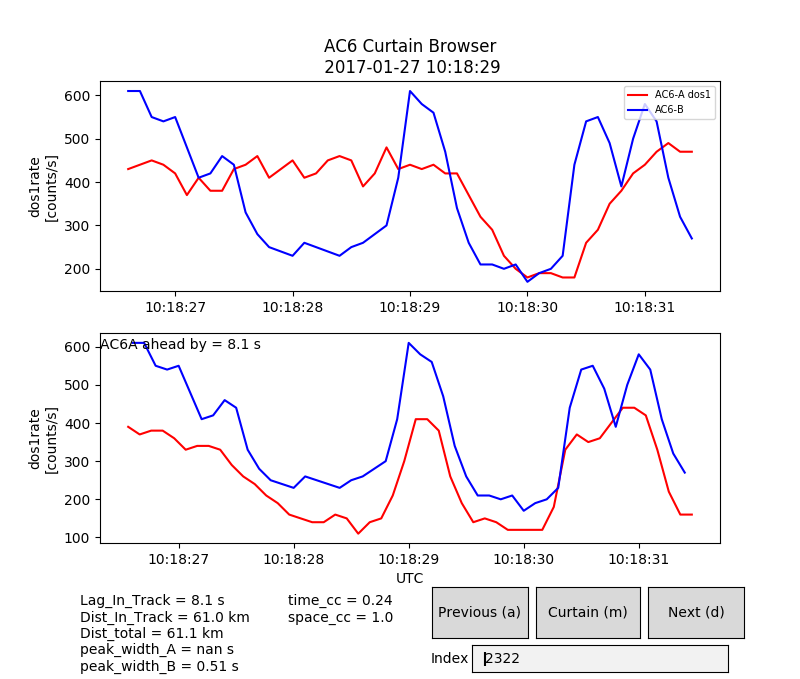 AC6 Curtain Browser
2017-01-27 10:18:29
AC6-A dos1
AC6-B
600
500
400
300
200
dos1rate
[counts/s]
10:18:27
10:18:28
10:18:29
10:18:30
10:18:31
AC6A ahead by = 8.1 s
600
500
400
300
200
100
dos1rate
[counts/s]
10:18:27
10:18:28
10:18:29
10:18:30
10:18:31
UTC
Lag_In_Track = 8.1 s
Dist_In_Track = 61.0 km
Dist_total = 61.1 km
peak_width_A = nan s
peak_width_B = 0.51 s
time_cc = 0.24
space_cc = 1.0
Previous (a)
Curtain (m)
Next (d)
Index
2322